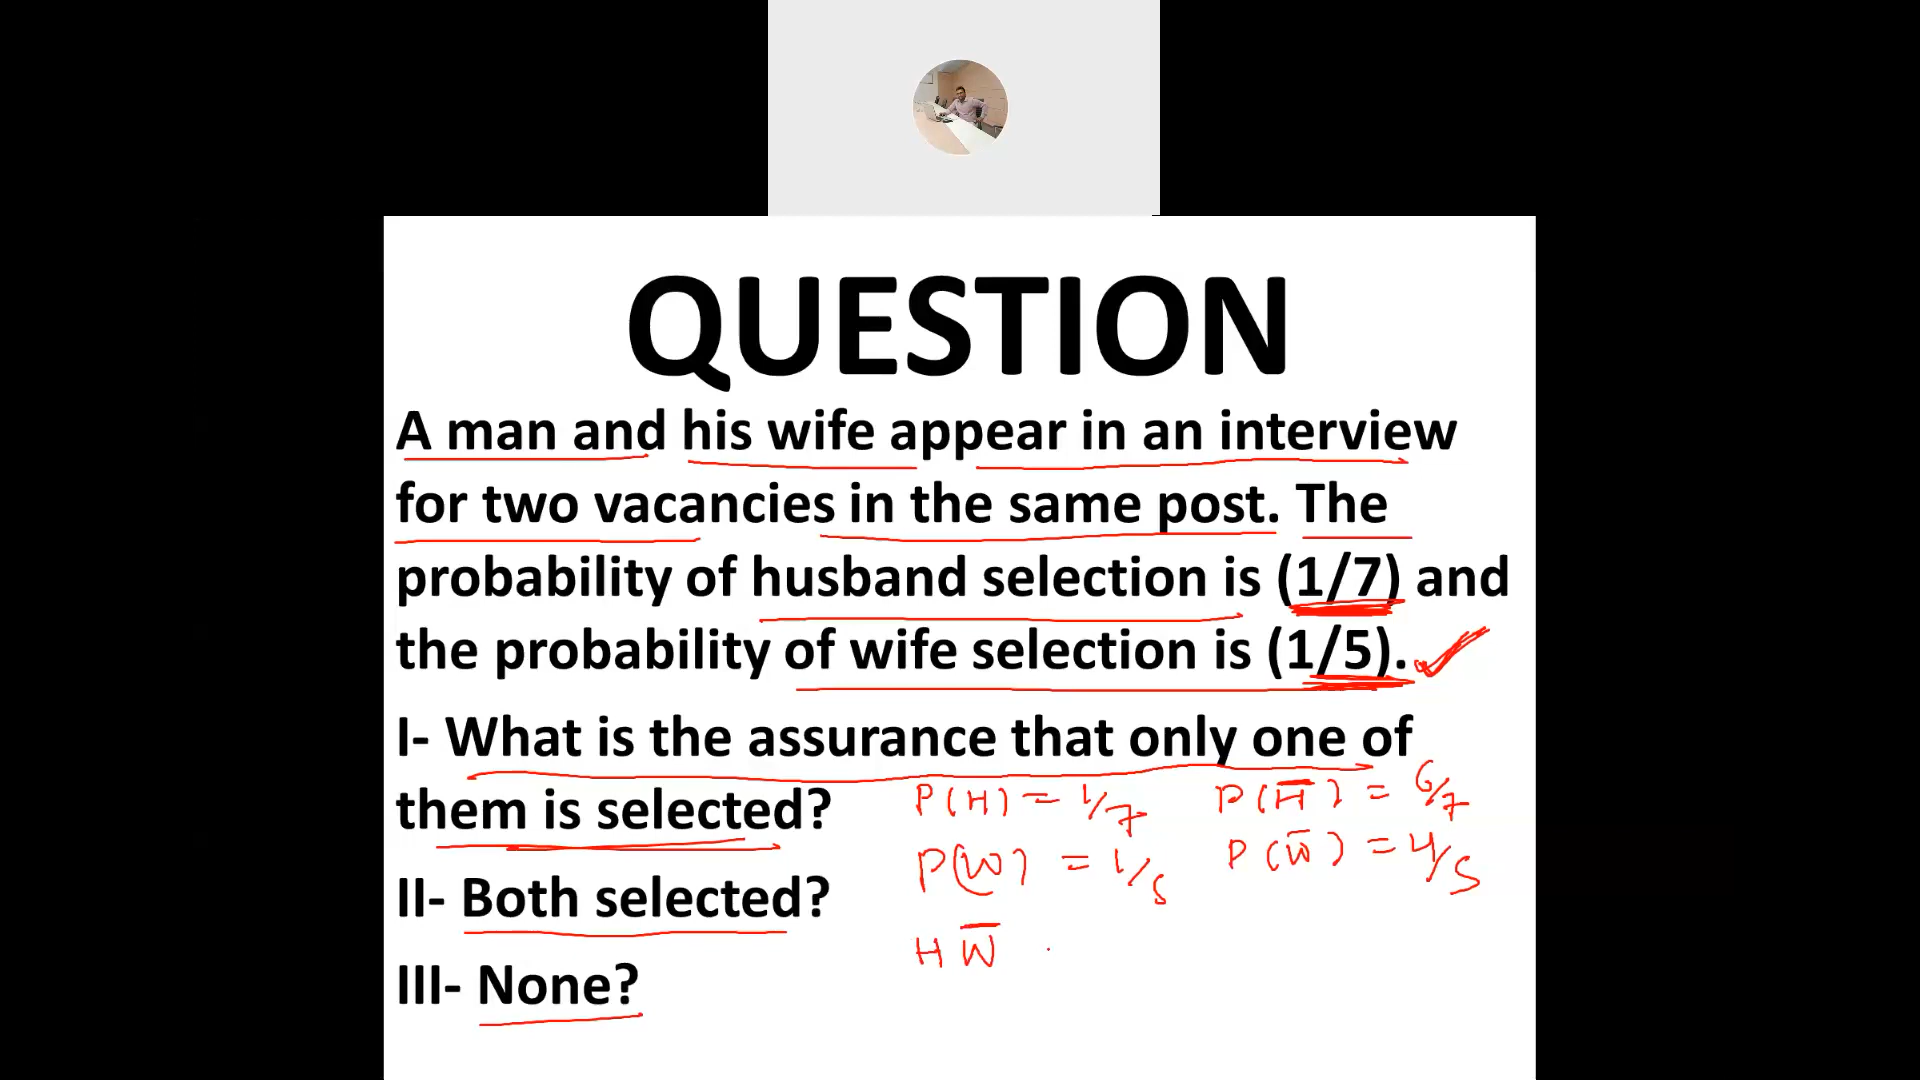 QUESTION
A man and his wife appear in an interview
for two vacancies in the same post. The
probability of husband selection is (1/7) and
the probability of wife selection is (1/5).
I- What is the assurance that only one of
them is selected?
P(H) = 1/7 P(H̅) = 6/7
P(W) = 1/5 P(W̅) = 4/5
II- Both selected?
H W̅
III- None?